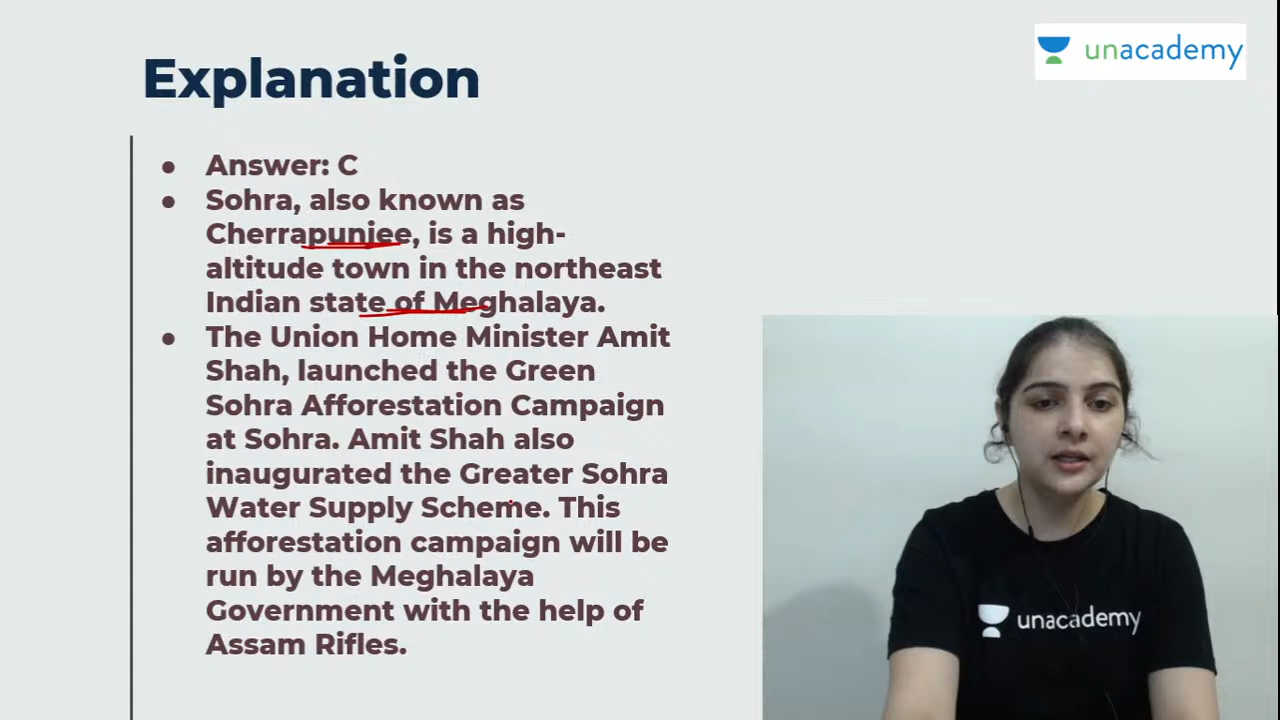 unacademy
Explanation
● Answer: C
● Sohra, also known as
Cherrapunjee, is a high-
altitude town in the northeast
Indian state of Meghalaya.
● The Union Home Minister Amit
Shah, launched the Green
Sohra Afforestation Campaign
at Sohra. Amit Shah also
inaugurated the Greater Sohra
Water Supply Scheme. This
afforestation campaign will be
run by the Meghalaya
Government with the help of
Assam Rifles.
unacademy